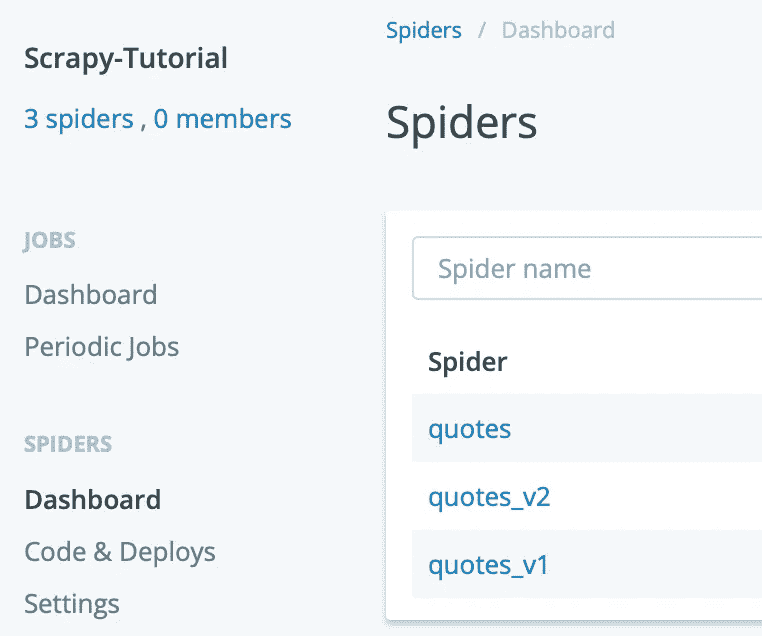 Scrapy-Tutorial
3 spiders , 0 members
JOBS
Dashboard
Periodic Jobs
SPIDERS
Dashboard
Code & Deploys
Settings
Spiders / Dashboard
Spiders
Spider name
Spider
quotes
quotes_v2
quotes_v1